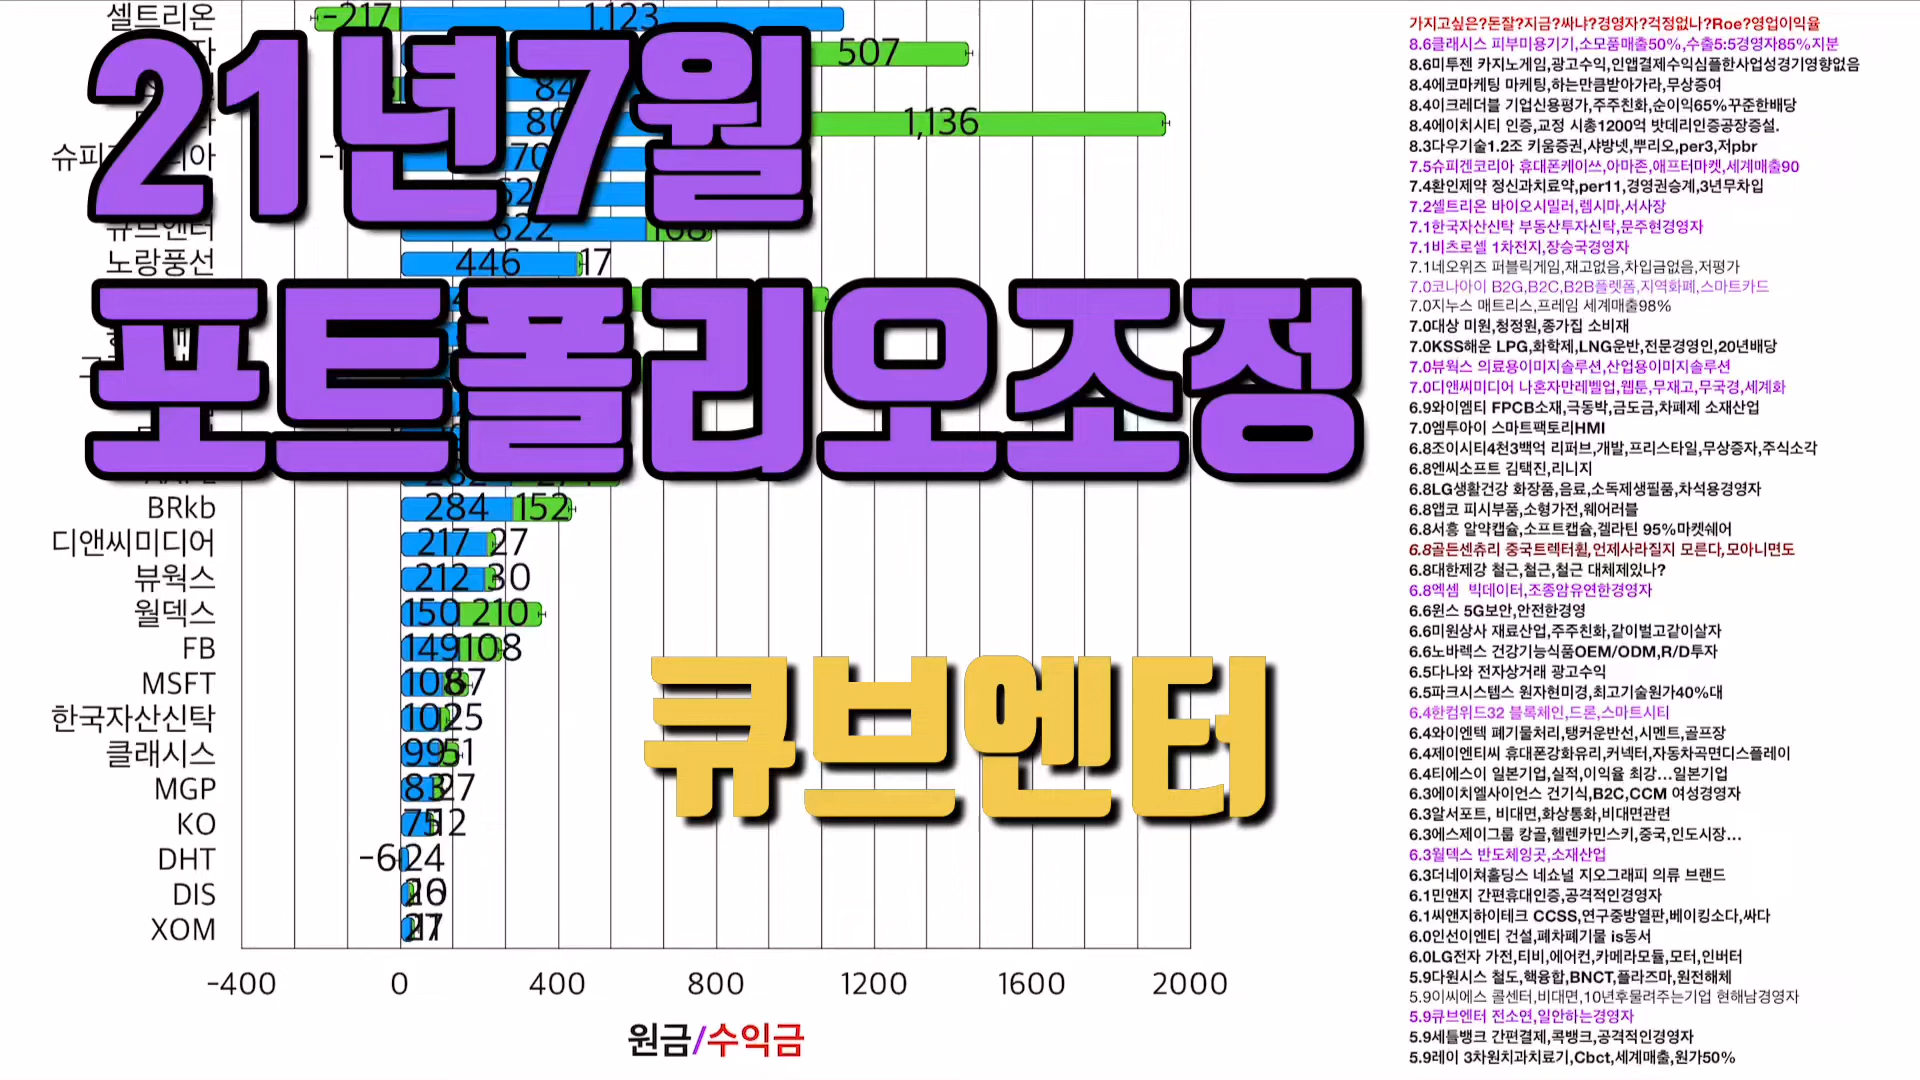 21년7월
포트폴리오조정
큐브엔터
셀트리온 -217 1,123
507
1,136
슈피 리아
큐브엔터 622 168
노랑풍선 446 17
BRkb 284 152
디앤씨미디어 217 27
뷰웍스 212 30
월덱스 150 210
FB 149 108
MSFT 108 67
한국자산신탁 10 25
클래시스 99 51
MGP 83 27
KO 75 12
DHT -6 24
DIS
XOM
-400 0 400 800 1200 1600 2000
원금/수익금
가지고싶은?돈잘?지금?싸냐?경영자?걱정없나?Roe?영업이익율
8.6클래시스 피부미용기기,소모품매출50%,수출5:5경영자85%지분
8.6미투젠 카지노게임,광고수익,인앱결제수익심플한사업성경기영향없음
8.4에코마케팅 마케팅,하는만큼받아가라,무상증여
8.4이크레더블 기업신용평가,주주친화,순이익65%꾸준한배당
8.4에이치시티 인증,교정 시총1200억 밧데리인증공장증설.
8.3다우기술1.2조 키움증권,샤방넷,뿌리오,per3,저pbr
7.5슈피겐코리아 휴대폰케이쓰,아마존,애프터마켓,세계매출90
7.4환인제약 정신과치료약,per11,경영권승계,3년무차입
7.2셀트리온 바이오시밀러,렘시마,서사장
7.1한국자산신탁 부동산투자신탁,문주현경영자
7.1비츠로셀 1차전지,장승국경영자
7.1네오위즈 퍼블릭게임,재고없음,차입금없음,저평가
7.0코나아이 B2G,B2C,B2B플렛폼,지역화폐,스마트카드
7.0지누스 매트리스,프레임 세계매출98%
7.0대상 미원,청정원,종가집 소비재
7.0KSS해운 LPG,화학제,LNG운반,전문경영인,20년배당
7.0뷰웍스 의료용이미지솔루션,산업용이미지솔루션
7.0디앤씨미디어 나혼자만레벨업,웹툰,무재고,무국경,세계화
6.9와이엠티 FPCB소재,극동박,금도금,차폐제 소재산업
7.0엠투아이 스마트팩토리HMI
6.8조이시티4천3백억 리퍼브,개발,프리스타일,무상증자,주식소각
6.8엔씨소프트 김택진,리니지
6.8LG생활건강 화장품,음료,소독제생필품,차석용경영자
6.8앱코 피시부품,소형가전,웨어러블
6.8서흥 알약캡슐,소프트캡슐,겔라틴 95%마켓쉐어
6.8골든센츄리 중국트렉터휠,언제사라질지 모른다,모아니면도
6.8대한제강 철근,철근,철근 대체제있나?
6.8엑셈 빅데이터,조종암유연한경영자
6.6윈스 5G보안,안전한경영
6.6미원상사 재료산업,주주친화,같이벌고같이살자
6.6노바렉스 건강기능식품OEM/ODM,R/D투자
6.5다나와 전자상거래 광고수익
6.5파크시스템스 원자현미경,최고기술원가40%대
6.4한컴위드32 블록체인,드론,스마트시티
6.4와이엔텍 폐기물처리,탱커운반선,시멘트,골프장
6.4제이엔티씨 휴대폰강화유리,커넥터,자동차곡면디스플레이
6.4티에스이 일본기업,실적,이익율 최강...일본기업
6.3에이치엘사이언스 건기식,B2C,CCM 여성경영자
6.3알서포트, 비대면,화상통화,비대면관련
6.3에스제이그룹 캉골,헬렌카민스키,중국,인도시장...
6.3월덱스 반도체잉곳,소재산업
6.3더네이쳐홀딩스 네쇼널 지오그래피 의류 브랜드
6.1민앤지 간편휴대인증,공격적인경영자
6.1씨앤지하이테크 CCSS,연구중방열판,베이킹소다,싸다
6.0인선이엔티 건설,폐차폐기물 is동서
6.0LG전자 가전,티비,에어컨,카메라모듈,모터,인버터
5.9다원시스 철도,핵융합,BNCT,플라즈마,원전해체
5.9이씨에스 콜센터,비대면,10년후물려주는기업 현해남경영자
5.9큐브엔터 전소연,일안하는경영자
5.9세틀뱅크 간편결제,콕뱅크,공격적인경영자
5.9레이 3차원치과치료기,Cbct,세계매출,원가50%